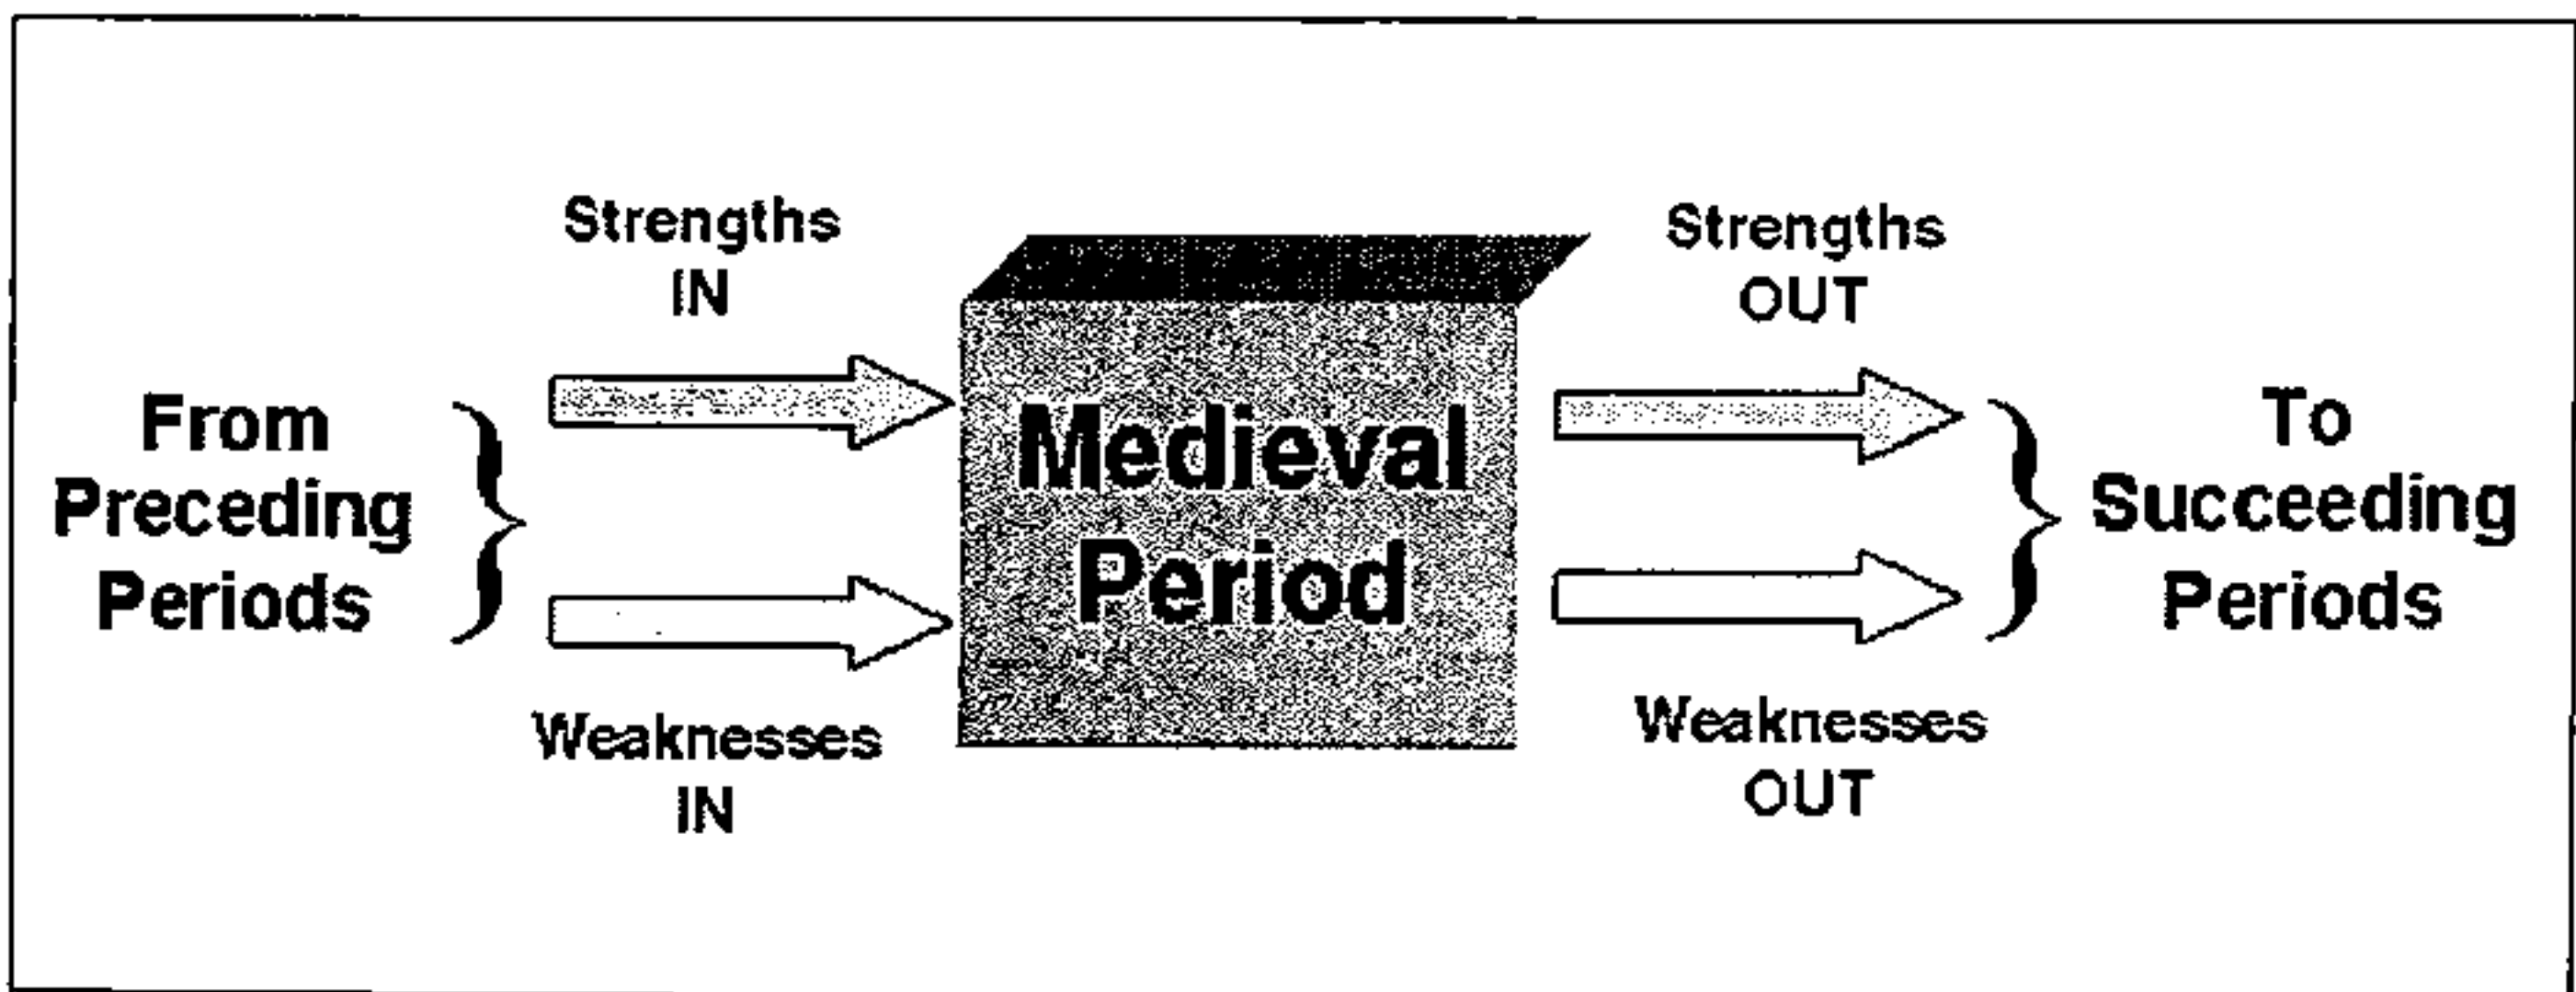 From
Preceding
Periods
Strengths
IN
Weaknesses
IN
Medieval
Period
Strengths
OUT
Weaknesses
OUT
To
Succeeding
Periods